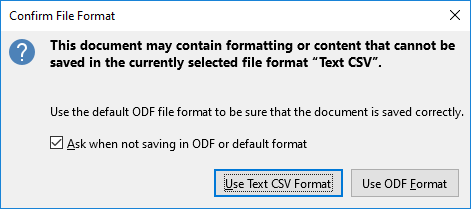 Confirm File Format
This document may contain formatting or content that cannot be
saved in the currently selected file format “Text CSV”.
Use the default ODF file format to be sure that the document is saved correctly.
Ask when not saving in ODF or default format
Use Text CSV Format
Use ODF Format